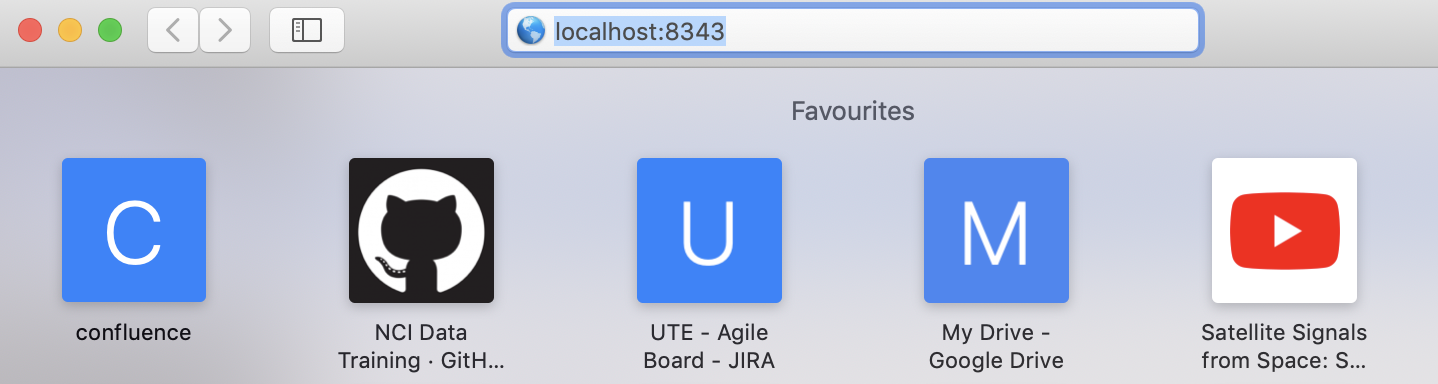 localhost:8343
Favourites
C
U
M
confluence
NCI Data
Training · GitH...
UTE - Agile
Board - JIRA
My Drive -
Google Drive
Satellite Signals
from Space: S...